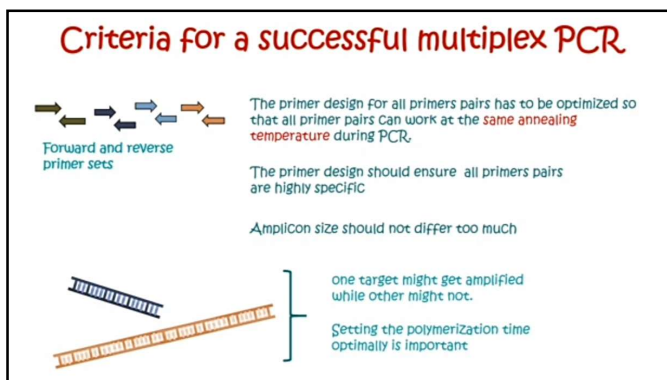 Criteria for a successful multiplex PCR
The primer design for all primers pairs has to be optimized so
that all primer pairs can work at the same annealing
temperature during PCR.
Forward and reverse
primer sets
The primer design should ensure all primers pairs
are highly specific
Amplicon size should not differ too much
one target might get amplified
while other might not.
Setting the polymerization time
optimally is important